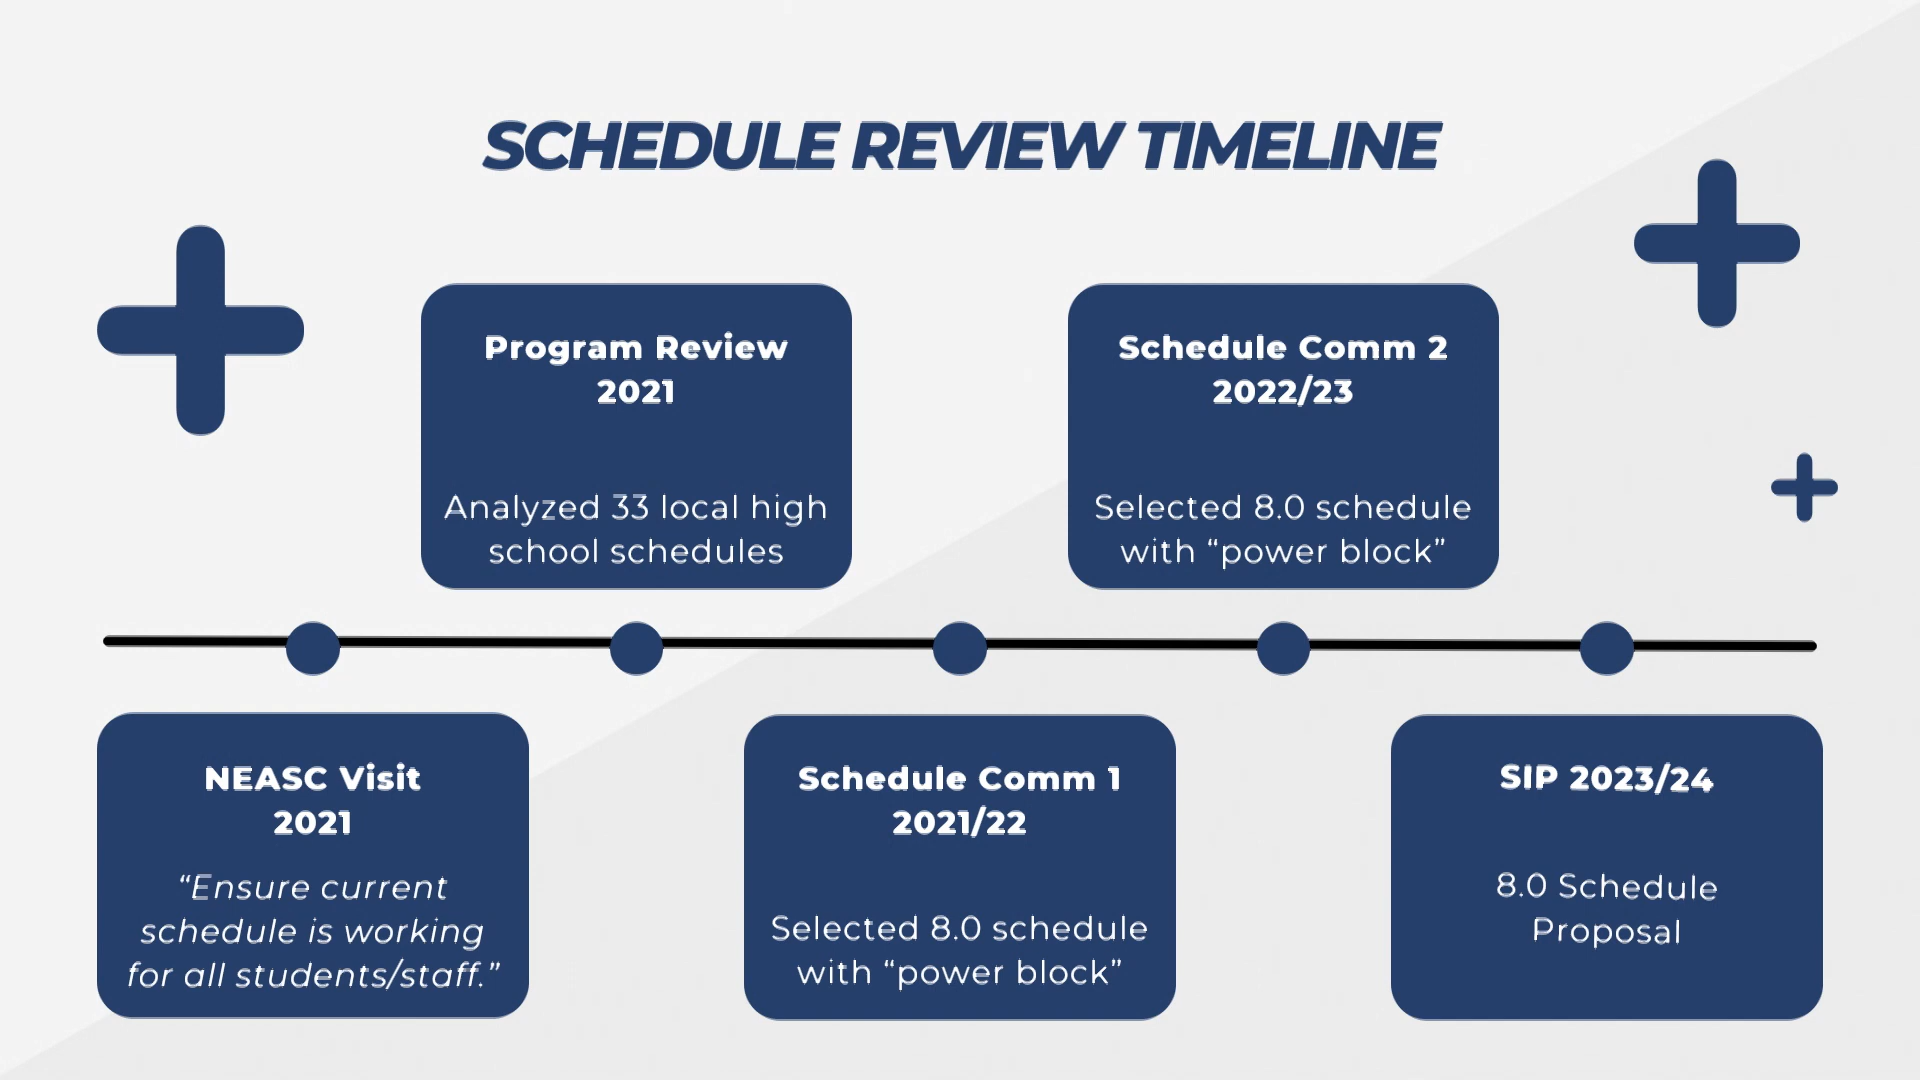 SCHEDULE REVIEW TIMELINE
Program Review
2021
Analyzed 33 local high
school schedules
Schedule Comm 2
2022/23
Selected 8.0 schedule
with “power block”
NEASC Visit
2021
“Ensure current
schedule is working
for all students/staff.”
Schedule Comm 1
2021/22
Selected 8.0 schedule
with “power block”
SIP 2023/24
8.0 Schedule
Proposal